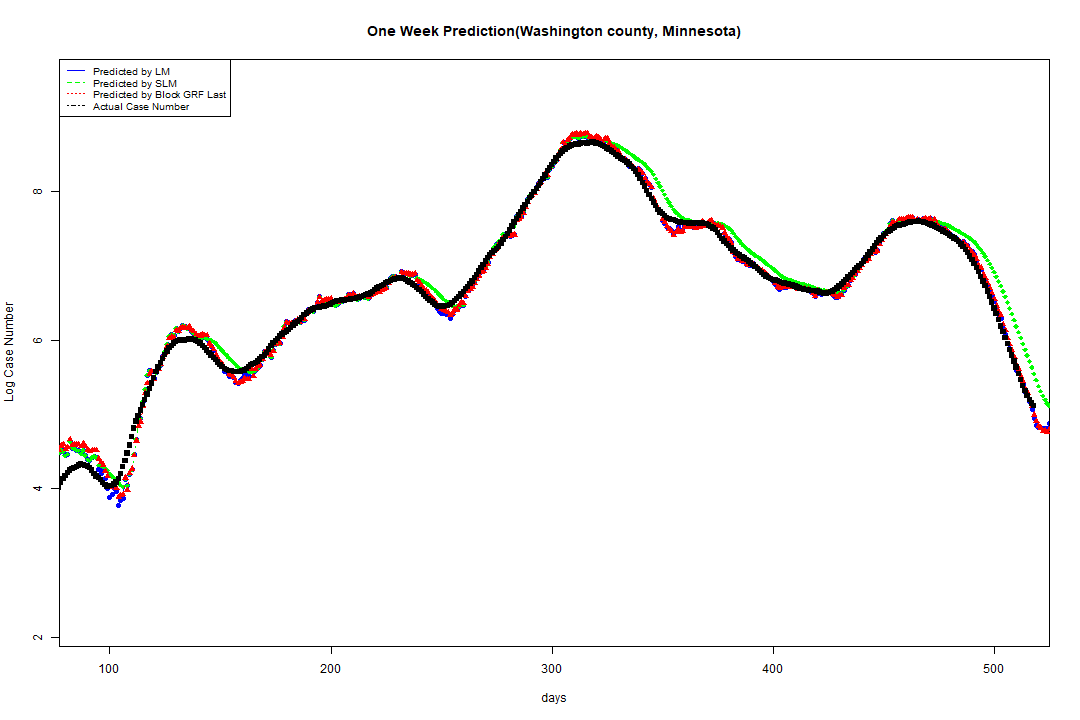 One Week Prediction(Washington county, Minnesota)
Predicted by LM
Predicted by SLM
Predicted by Block GRF Last
Actual Case Number
8
6
4
2
Log Case Number
100 200 300 400 500
days